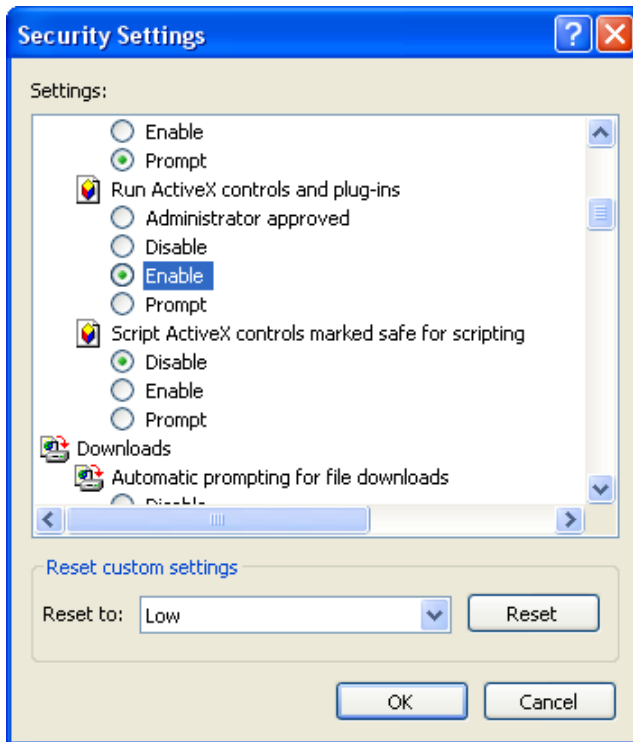 Security Settings
Settings:
Enable
Prompt
Run ActiveX controls and plug-ins
Administrator approved
Disable
Enable
Prompt
Script ActiveX controls marked safe for scripting
Disable
Enable
Prompt
Downloads
Automatic prompting for file downloads
Disable
Reset custom settings
Reset to: Low Reset
OK Cancel